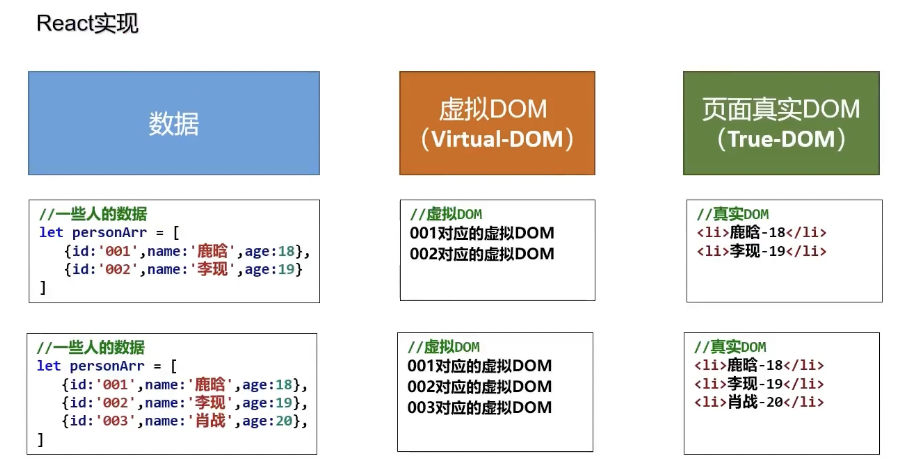 React实现
数据
虚拟DOM
（Virtual-DOM）
页面真实DOM
（True-DOM）
//一些人的数据
let personArr = [
{id:'001',name:'鹿晗',age:18},
{id:'002',name:'李现',age:19}
]
//虚拟DOM
001对应的虚拟DOM
002对应的虚拟DOM
//真实DOM
<li>鹿晗-18</li>
<li>李现-19</li>
//一些人的数据
let personArr = [
{id:'001',name:'鹿晗',age:18},
{id:'002',name:'李现',age:19},
{id:'003',name:'肖战',age:20},
]
//虚拟DOM
001对应的虚拟DOM
002对应的虚拟DOM
003对应的虚拟DOM
//真实DOM
<li>鹿晗-18</li>
<li>李现-19</li>
<li>肖战-20</li>